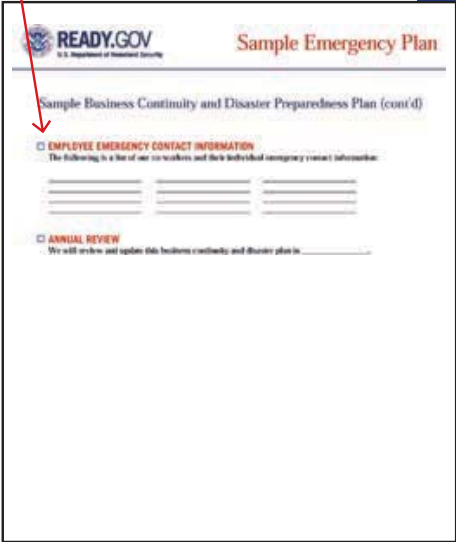 READY.GOV
U.S. Department of Homeland Security
Sample Emergency Plan
Sample Business Continuity and Disaster Preparedness Plan (cont'd)
EMPLOYEE EMERGENCY CONTACT INFORMATION
The following is a list of our co-workers and their individual emergency contact information:
ANNUAL REVIEW
We will review and update this business continuity and disaster plan in ____________.